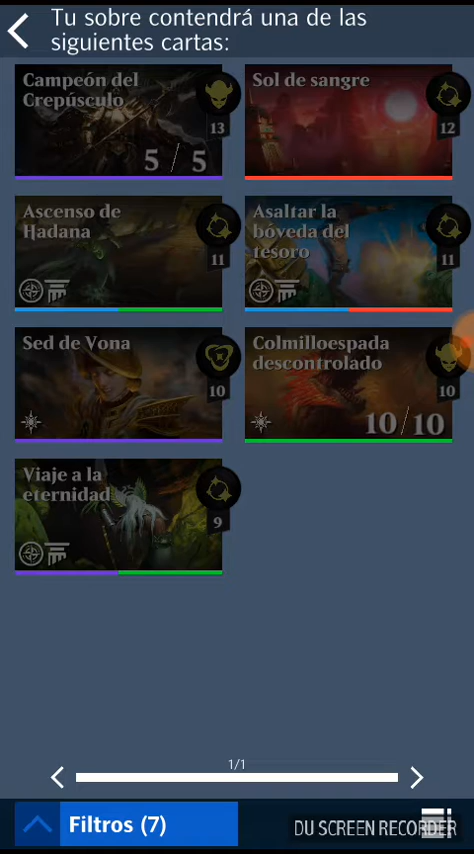 Tu sobre contendrá una de las
siguientes cartas:
Campeón del
Crepúsculo
13
5 / 5
Sol de sangre
12
Ascenso de
Hadana
11
Asaltar la
bóveda del
tesoro
11
Sed de Vona
10
Colmilloespada
descontrolado
10
10/10
Viaje a la
eternidad
9
1/1
Filtros (7)
DU SCREEN RECORDER